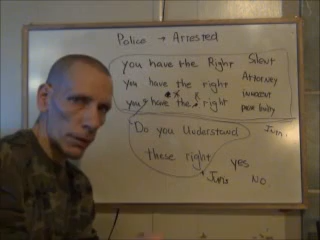 Police → Arrested
you have the Right Silent
you have the right Attorney
you have the right innocent
Do you Understand
these right yes
NO